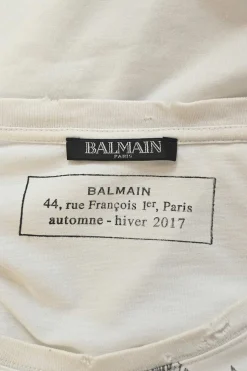 BALMAIN
PARIS
BALMAIN
44, rue François 1er, Paris
automne - hiver 2017